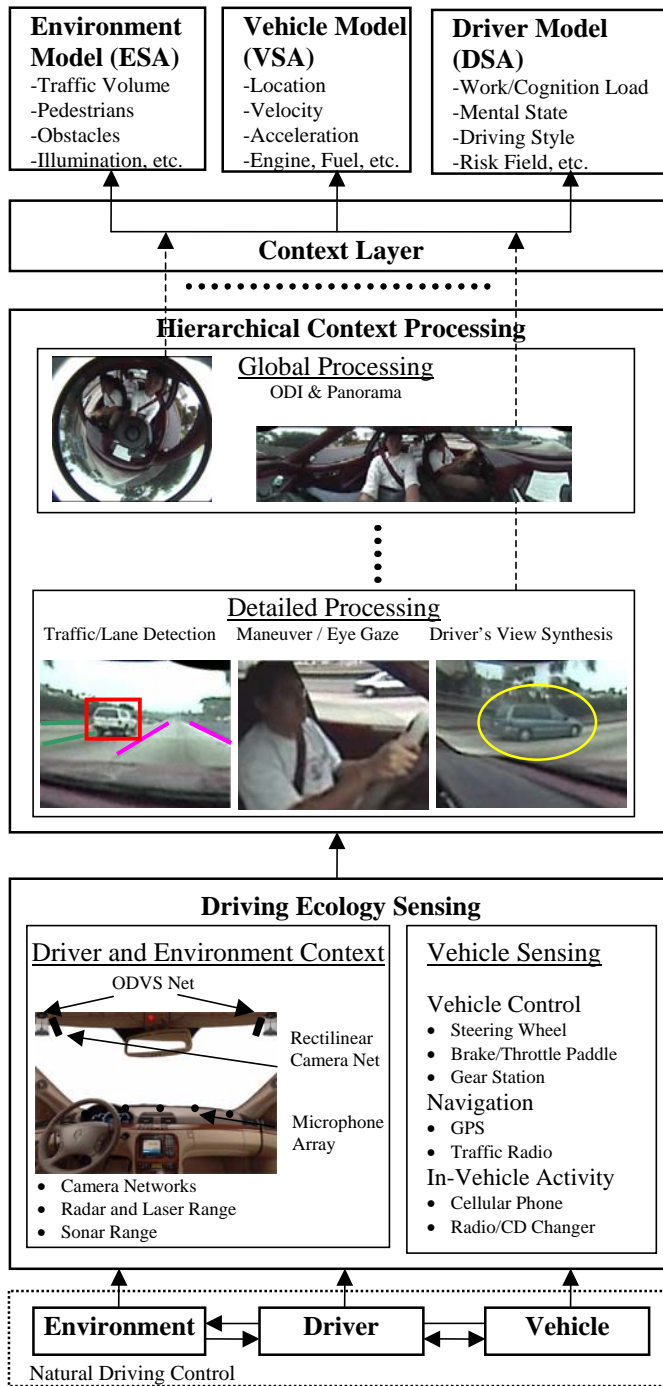 Environment
Model (ESA)
-Traffic Volume
-Pedestrians
-Obstacles
-Illumination, etc.
Vehicle Model
(VSA)
-Location
-Velocity
-Acceleration
-Engine, Fuel, etc.
Driver Model
(DSA)
-Work/Cognition Load
-Mental State
-Driving Style
-Risk Field, etc.
Context Layer
Hierarchical Context Processing
Global Processing
ODI & Panorama
Detailed Processing
Traffic/Lane Detection
Maneuver / Eye Gaze
Driver's View Synthesis
Driving Ecology Sensing
Driver and Environment Context
ODVS Net
Rectilinear
Camera Net
Microphone
Array
• Camera Networks
• Radar and Laser Range
• Sonar Range
Vehicle Sensing
Vehicle Control
• Steering Wheel
• Brake/Throttle Paddle
• Gear Station
Navigation
• GPS
• Traffic Radio
In-Vehicle Activity
• Cellular Phone
• Radio/CD Changer
Environment
Driver
Vehicle
Natural Driving Control